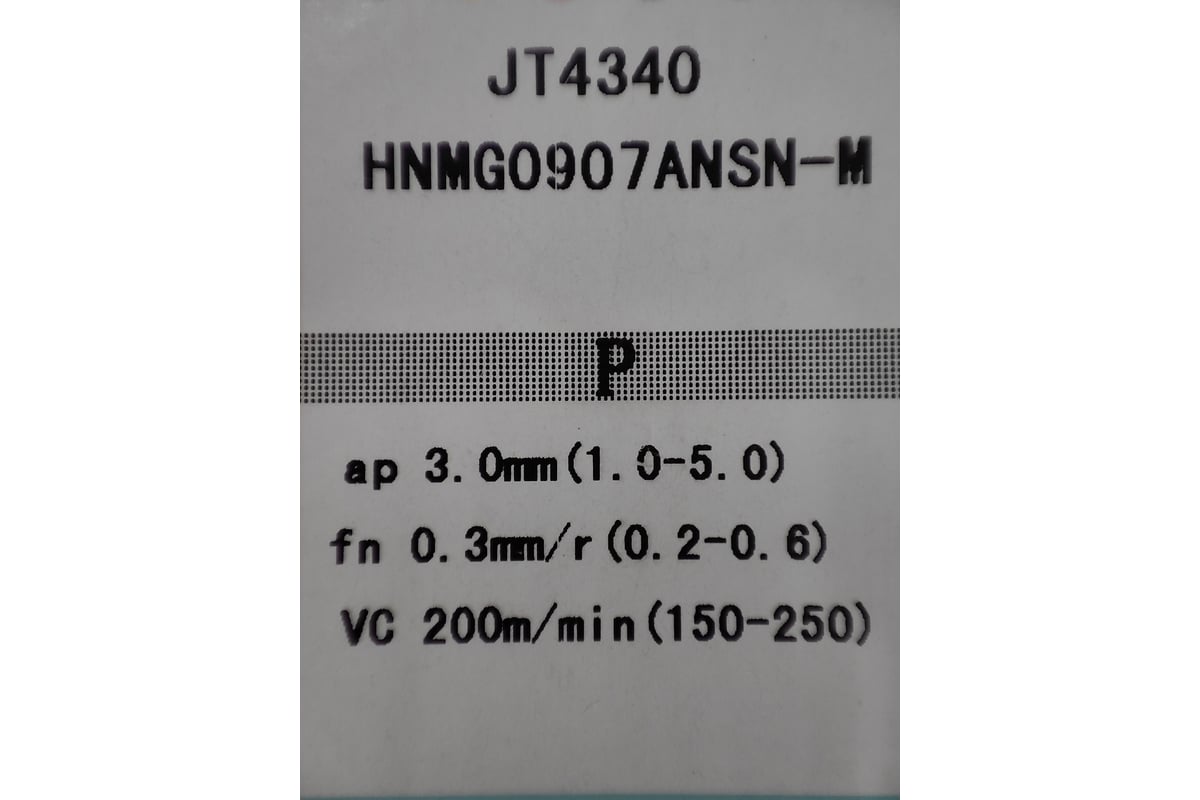 JT4340
HNMG0907ANSN-M
P
ap 3.0mm(1.0-5.0)
fn 0.3mm/r(0.2-0.6)
VC 200m/min(150-250)